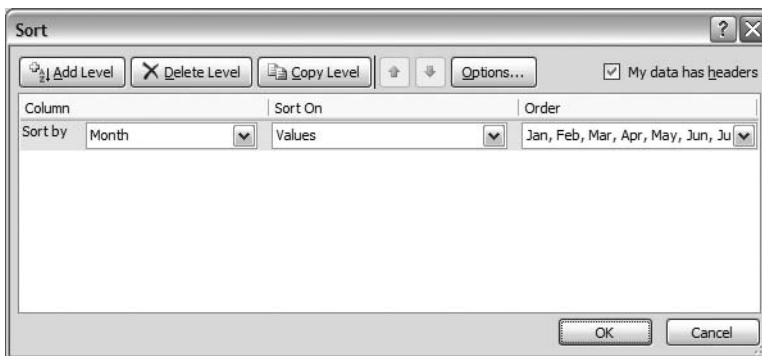 Sort
Add Level Delete Level Copy Level Options... My data has headers
Column Sort On Order
Sort by Month Values Jan, Feb, Mar, Apr, May, Jun, Ju
OK Cancel